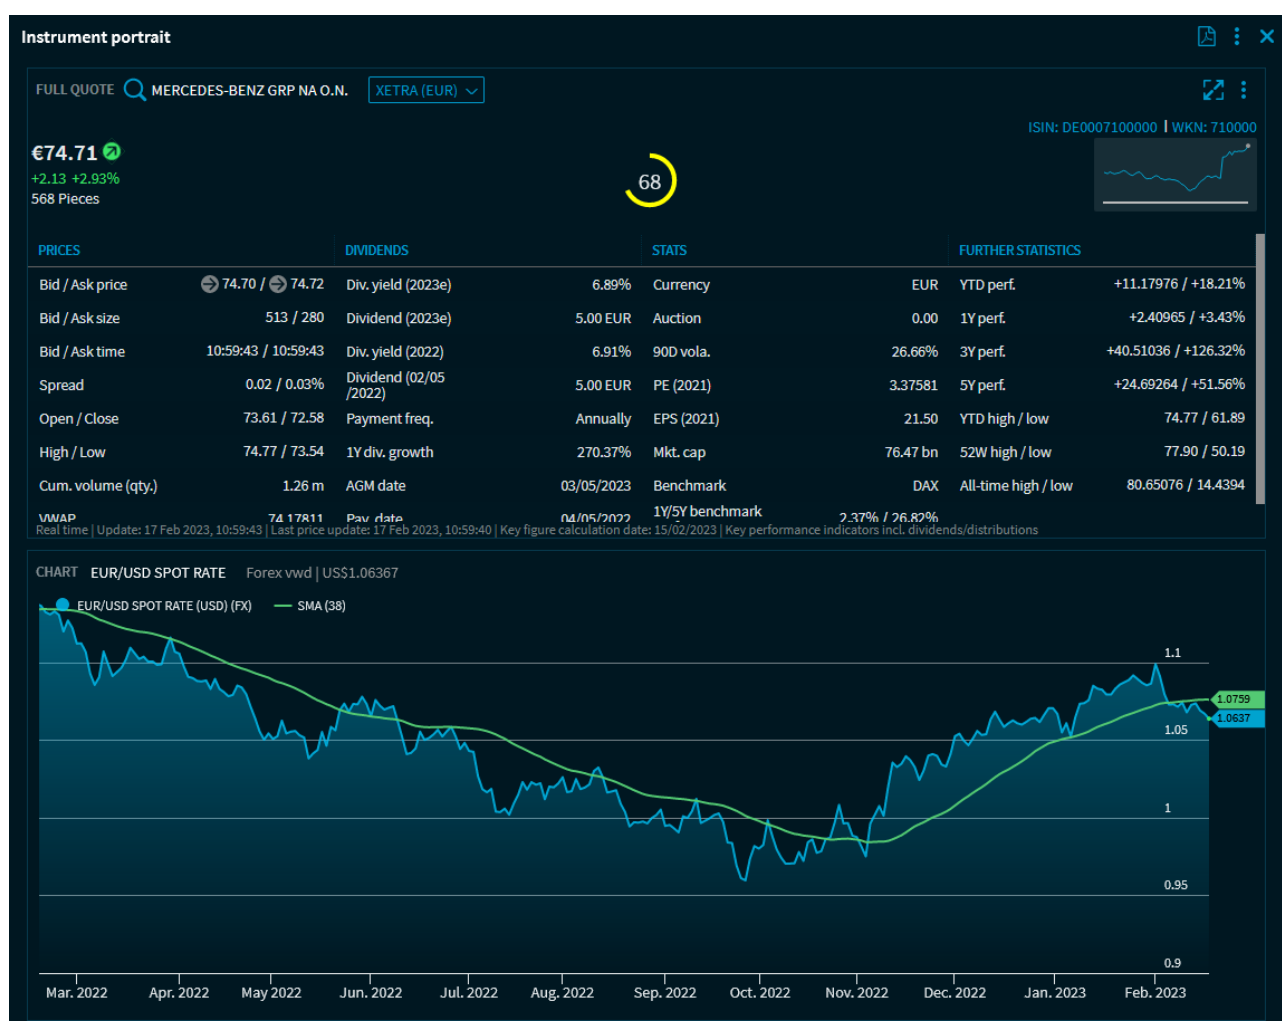 Instrument portrait
FULL QUOTE MERCEDES-BENZ GRP NA O.N. XETRA (EUR)
ISIN: DE0007100000 | WKN: 710000
€74.71
+2.13 +2.93%
568 Pieces
68
PRICES DIVIDENDS STATS FURTHER STATISTICS
Bid / Ask price 74.70 / 74.72 Div. yield (2023e) 6.89% Currency EUR YTD perf. +11.17976 / +18.21%
Bid / Ask size 513 / 280 Dividend (2023e) 5.00 EUR Auction 0.00 1Y perf. +2.40965 / +3.43%
Bid / Ask time 10:59:43 / 10:59:43 Div. yield (2022) 6.91% 90D vola. 26.66% 3Y perf. +40.51036 / +126.32%
Spread 0.02 / 0.03% Dividend (02/05/2022) 5.00 EUR PE (2021) 3.37581 5Y perf. +24.69264 / +51.56%
Open / Close 73.61 / 72.58 Payment freq. Annually EPS (2021) 21.50 YTD high / low 74.77 / 61.89
High / Low 74.77 / 73.54 1Y div. growth 270.37% Mkt. cap 76.47 bn 52W high / low 77.90 / 50.19
Cum. volume (qty.) 1.26 m AGM date 03/05/2023 Benchmark DAX All-time high / low 80.65076 / 14.4394
VWAP 74.17811 Pay. date 04/05/2022 1Y/5Y benchmark 2.37% / 26.82%
Real time | Update: 17 Feb 2023, 10:59:43 | Last price update: 17 Feb 2023, 10:59:40 | Key figure calculation date: 15/02/2023 | Key performance indicators incl. dividends/distributions
CHART EUR/USD SPOT RATE Forex vwd | US$1.06367
EUR/USD SPOT RATE (USD) (FX) SMA (38)
1.1
1.0759
1.0637
1.05
1
0.95
0.9
Mar. 2022 Apr. 2022 May 2022 Jun. 2022 Jul. 2022 Aug. 2022 Sep. 2022 Oct. 2022 Nov. 2022 Dec. 2022 Jan. 2023 Feb. 2023